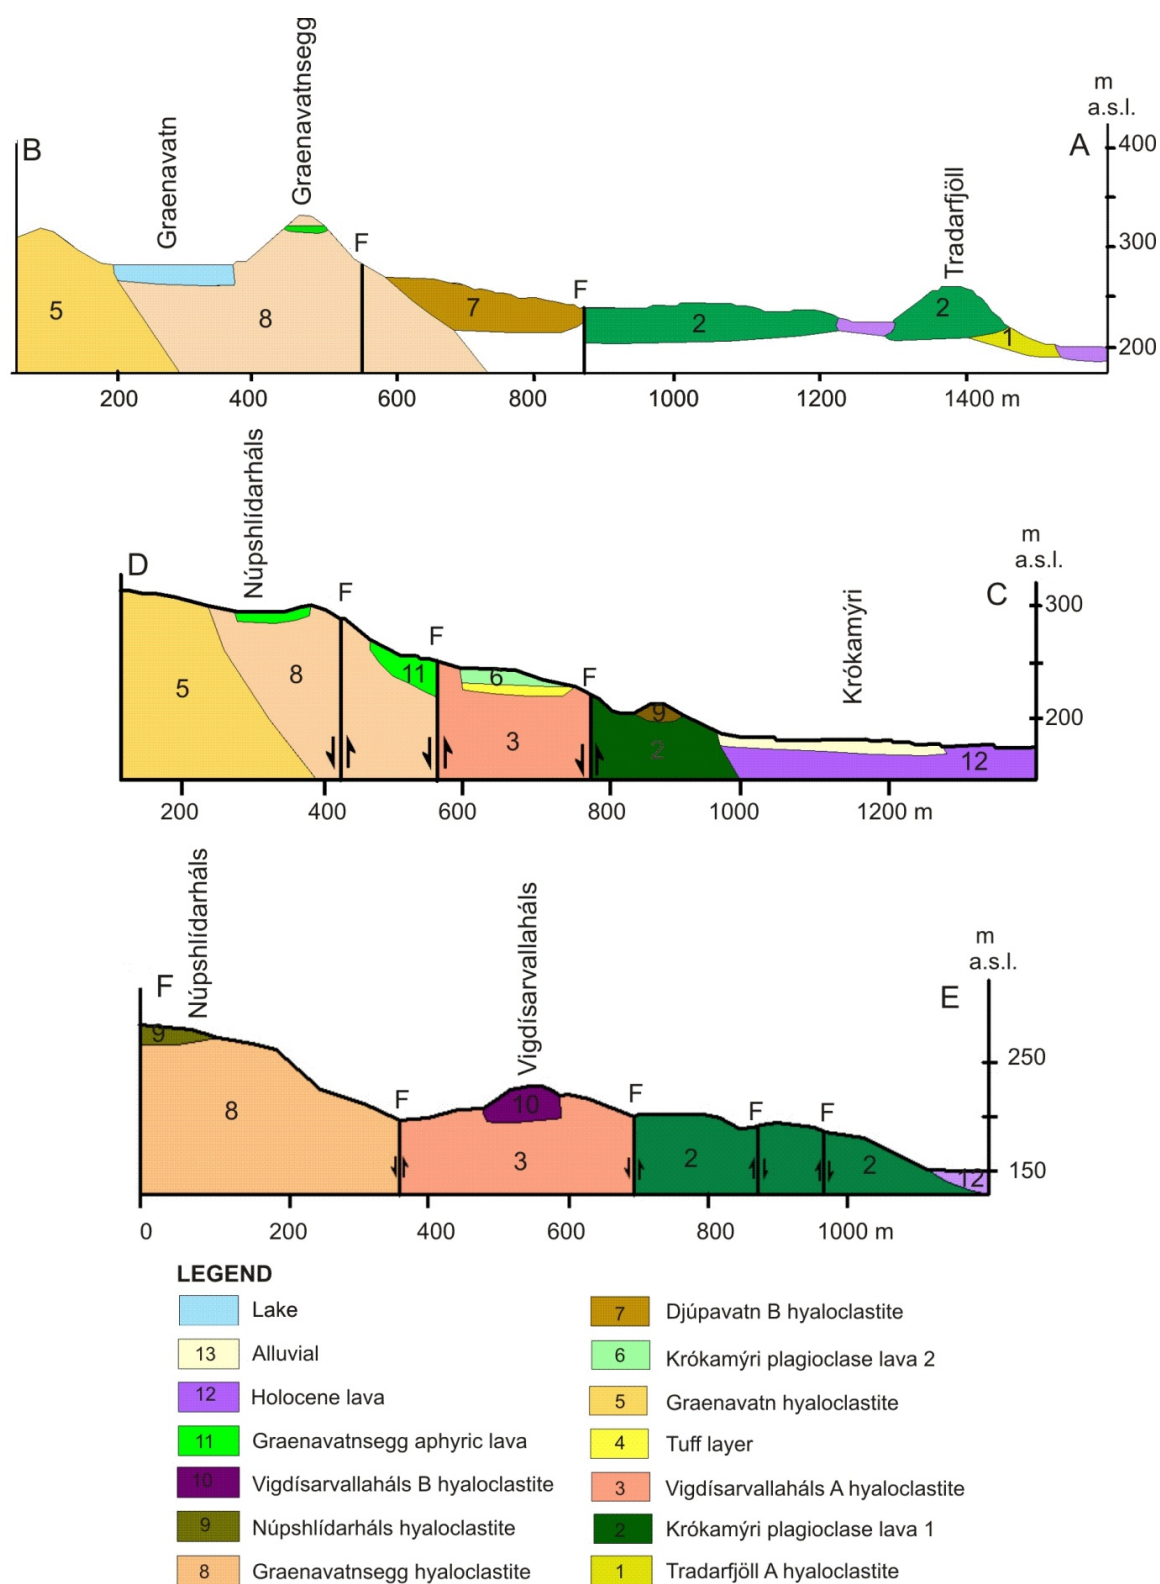 Graenavatn
Graenavatnsegg
Tradarfjöll
m
a.s.l.
B
A
F
F
400
300
200
5
8
7
2
2
1
200
400
600
800
1000
1200
1400 m
Núpshlídarháls
Krókamýri
m
a.s.l.
D
C
F
F
F
300
200
5
8
11
6
3
9
2
12
200
400
600
800
1000
1200 m
Núpshlídarháls
Vigdísarvallaháls
m
a.s.l.
F
E
F
F
F
F
250
150
9
8
10
3
2
2
12
0
200
400
600
800
1000 m
LEGEND
Lake
13 Alluvial
12 Holocene lava
11 Graenavatnsegg aphyric lava
10 Vigdísarvallaháls B hyaloclastite
9 Núpshlídarháls hyaloclastite
8 Graenavatnsegg hyaloclastite
7 Djúpavatn B hyaloclastite
6 Krókamýri plagioclase lava 2
5 Graenavatn hyaloclastite
4 Tuff layer
3 Vigdísarvallaháls A hyaloclastite
2 Krókamýri plagioclase lava 1
1 Tradarfjöll A hyaloclastite